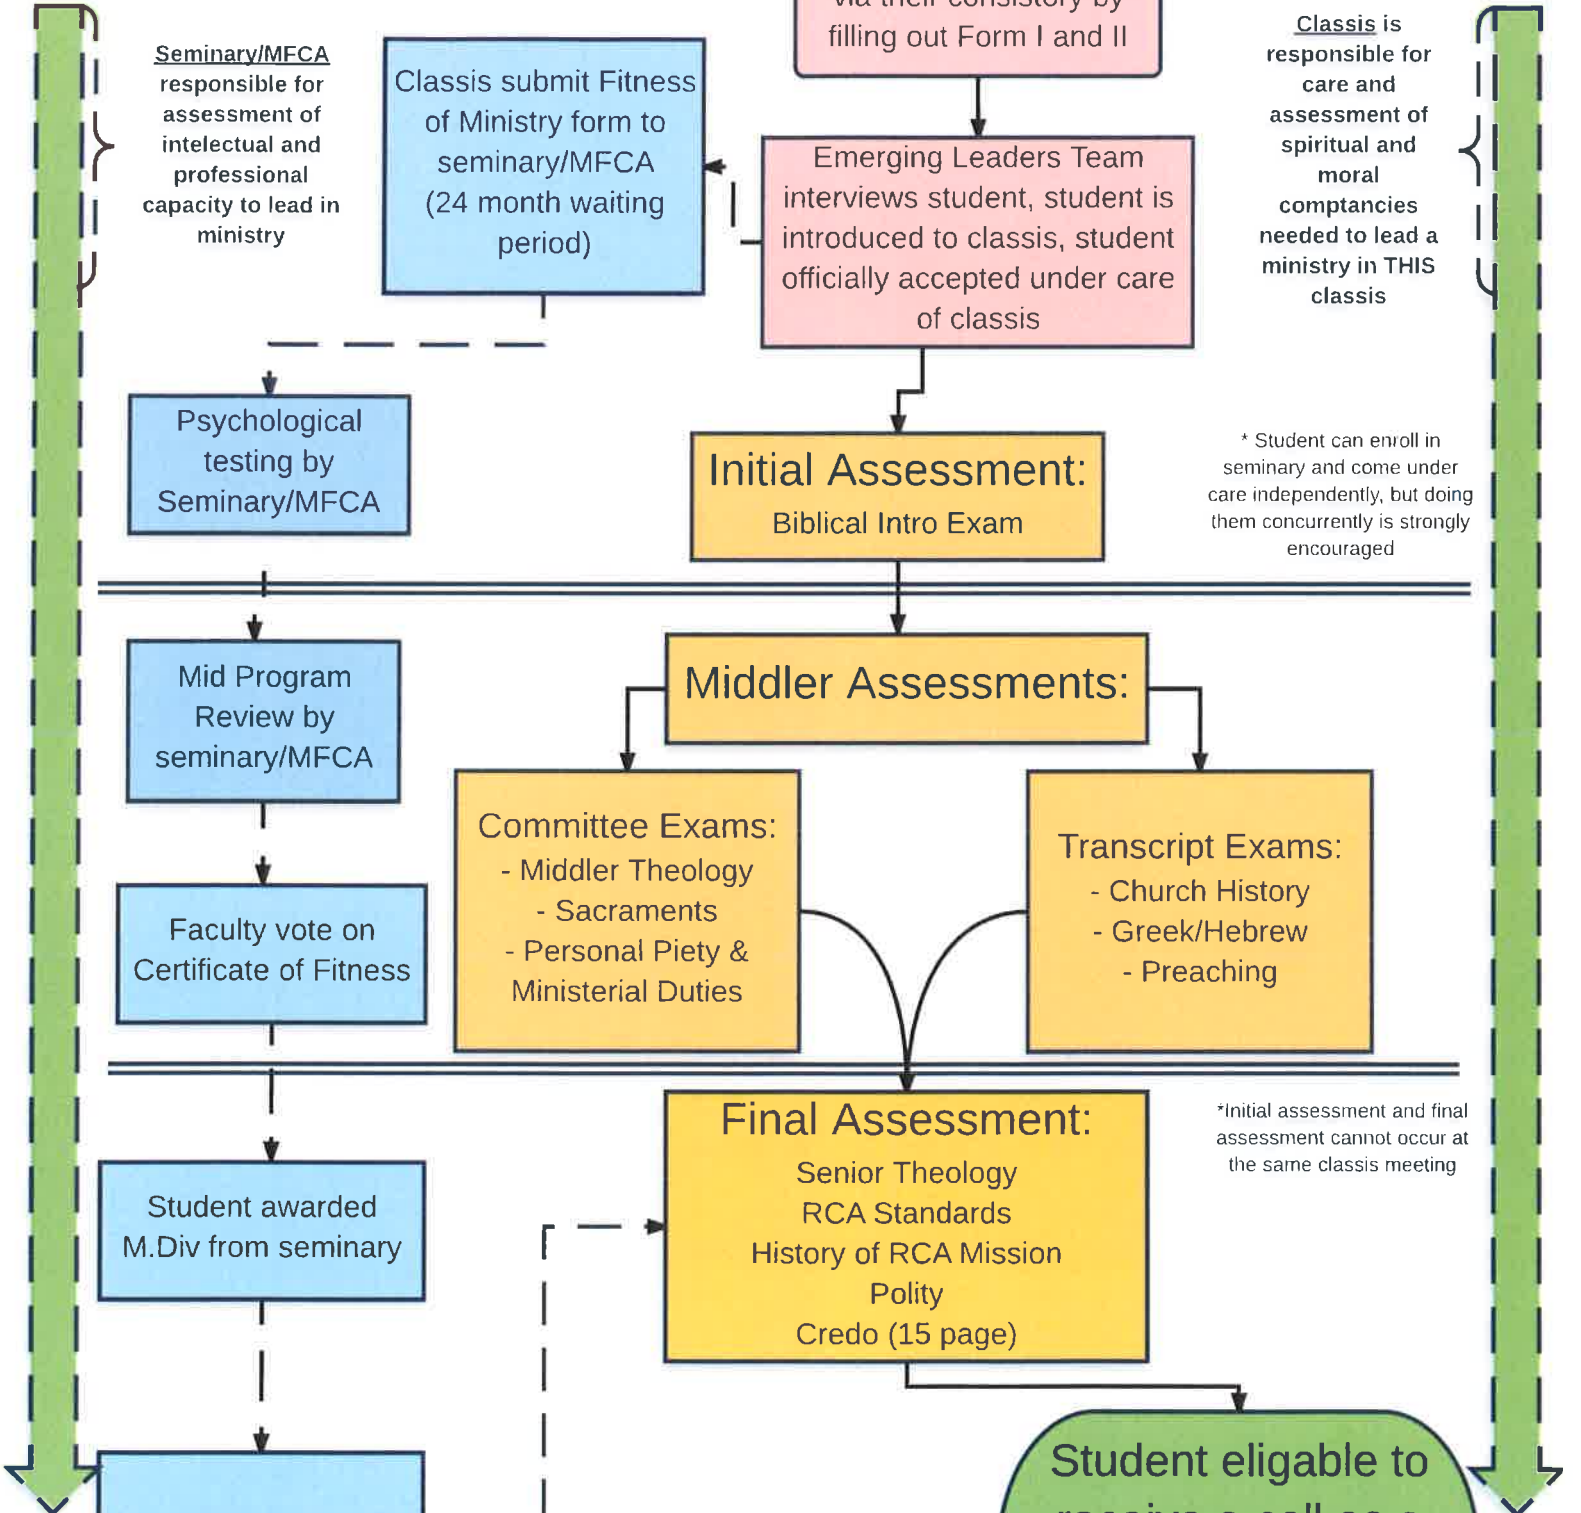 via their consistory by
filling out Form I and II
Seminary/MFCA
responsible for
assessment of
intelectual and
professional
capacity to lead in
ministry
Classis submit Fitness
of Ministry form to
seminary/MFCA
(24 month waiting
period)
Emerging Leaders Team
interviews student, student is
introduced to classis, student
officially accepted under care
of classis
Classis is
responsible for
care and
assessment of
spiritual and
moral
comptancies
needed to lead a
ministry in THIS
classis
Psychological
testing by
Seminary/MFCA
Initial Assessment:
Biblical Intro Exam
* Student can enroll in
seminary and come under
care independently, but doing
them concurrently is strongly
encouraged
Mid Program
Review by
seminary/MFCA
Middler Assessments:
Committee Exams:
- Middler Theology
- Sacraments
- Personal Piety &
Ministerial Duties
Transcript Exams:
- Church History
- Greek/Hebrew
- Preaching
Faculty vote on
Certificate of Fitness
Final Assessment:
Senior Theology
RCA Standards
History of RCA Mission
Polity
Credo (15 page)
*Initial assessment and final
assessment cannot occur at
the same classis meeting
Student awarded
M.Div from seminary
Student eligable to
receive a call as a